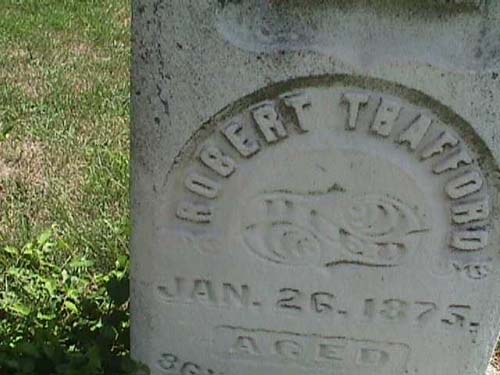 ROBERT TRAFFORD
JAN. 26. 1875.
AGED